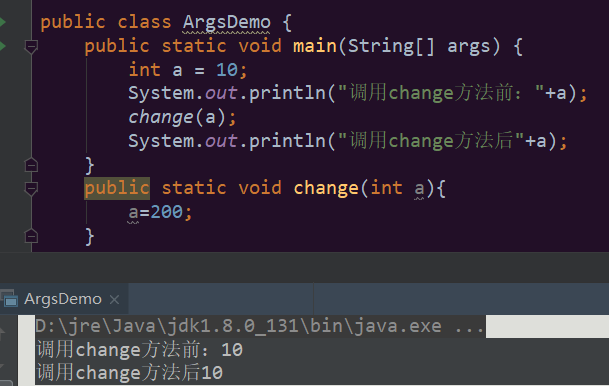 public class ArgsDemo {
public static void main(String[] args) {
int a = 10;
System.out.println("调用change方法前："+a);
change(a);
System.out.println("调用change方法后"+a);
}
public static void change(int a){
a=200;
}
ArgsDemo ×
D:\jre\Java\jdk1.8.0_131\bin\java.exe ...
调用change方法前：10
调用change方法后10